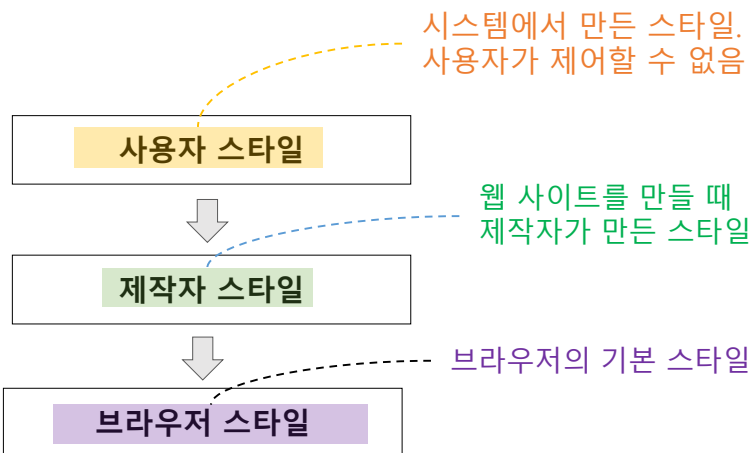 시스템에서 만든 스타일.
사용자가 제어할 수 없음
사용자 스타일
웹 사이트를 만들 때
제작자가 만든 스타일
제작자 스타일
브라우저의 기본 스타일
브라우저 스타일